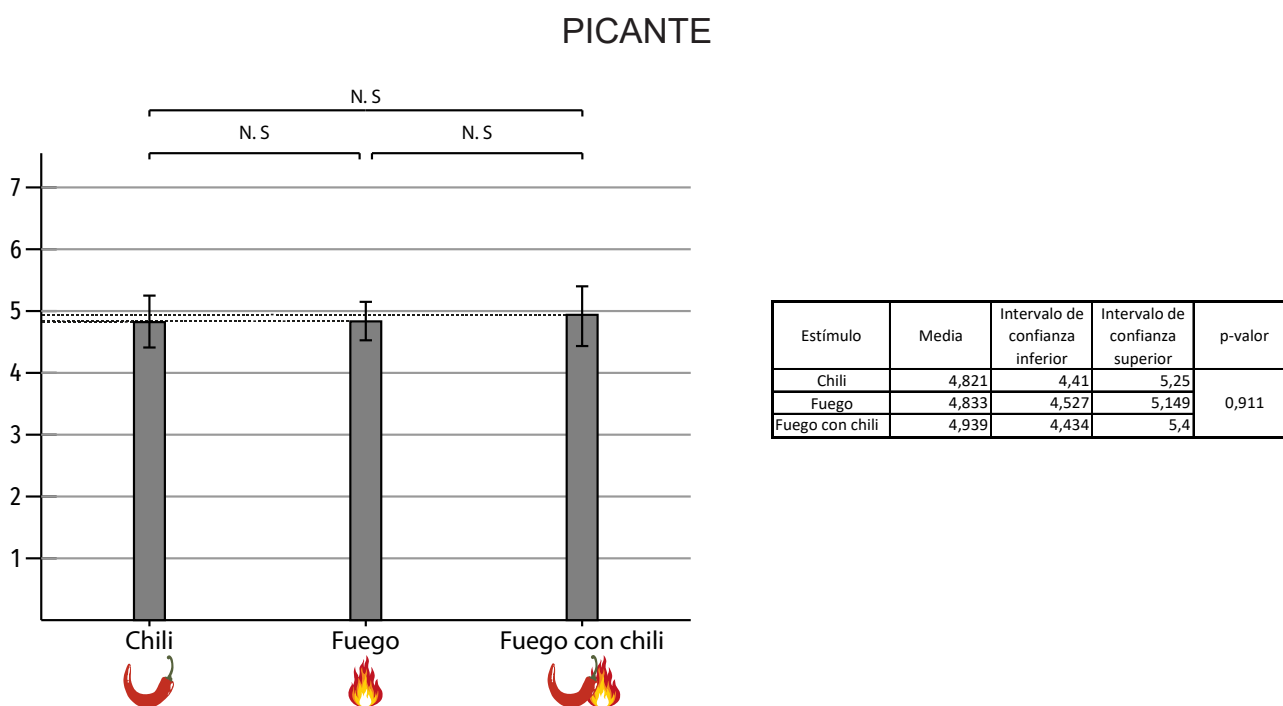 PICANTE
N. S
N. S
N. S
7
6
5
4
3
2
1
Chili
Fuego
Fuego con chili
Estímulo
Media
Intervalo de
confianza
inferior
Intervalo de
confianza
superior
p-valor
Chili
4,821
4,41
5,25
Fuego
4,833
4,527
5,149
0,911
Fuego con chili
4,939
4,434
5,4